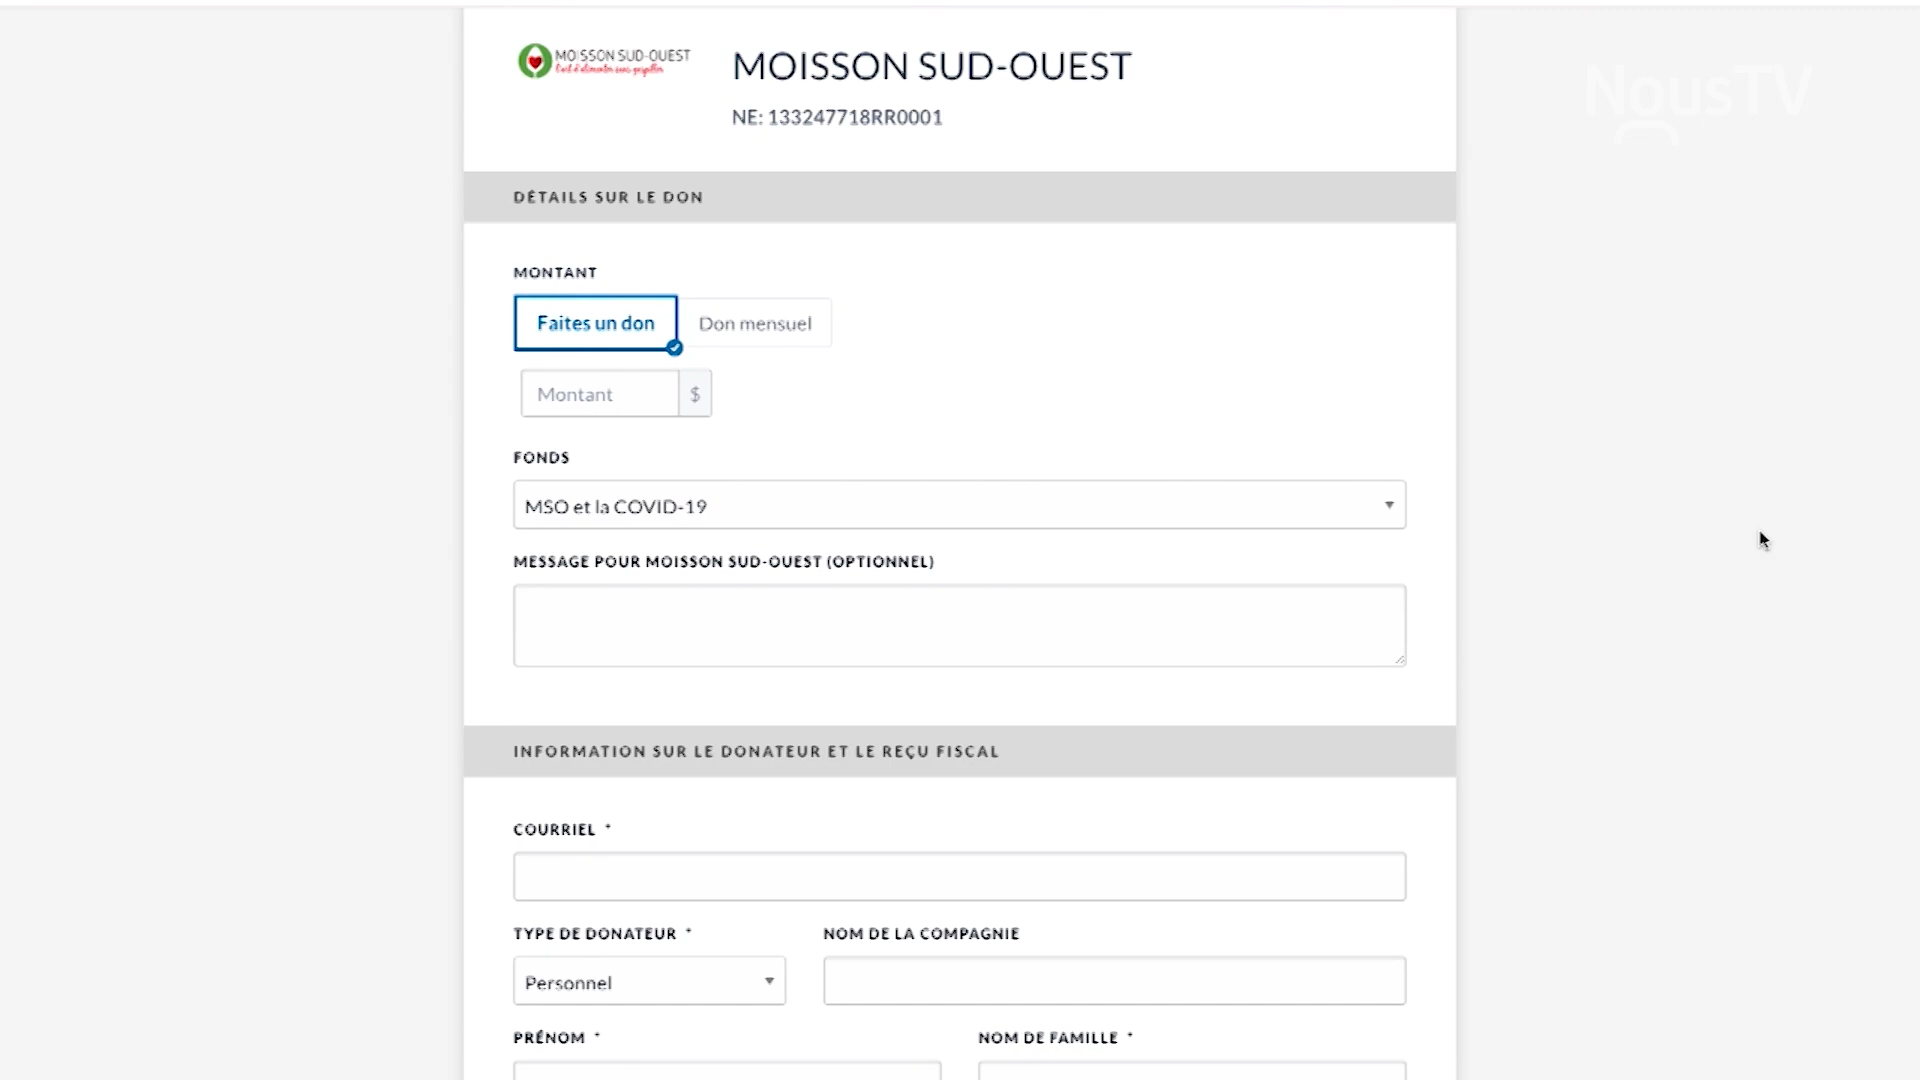 MOISSON SUD-OUEST
MOISSON SUD-OUEST
NousTV
NE: 133247718RR0001
DÉTAILS SUR LE DON
MONTANT
Faites un don
Don mensuel
Montant
$
FONDS
MSO et la COVID-19
MESSAGE POUR MOISSON SUD-OUEST (OPTIONNEL)
INFORMATION SUR LE DONATEUR ET LE REÇU FISCAL
COURRIEL *
TYPE DE DONATEUR *
NOM DE LA COMPAGNIE
Personnel
PRÉNOM *
NOM DE FAMILLE *